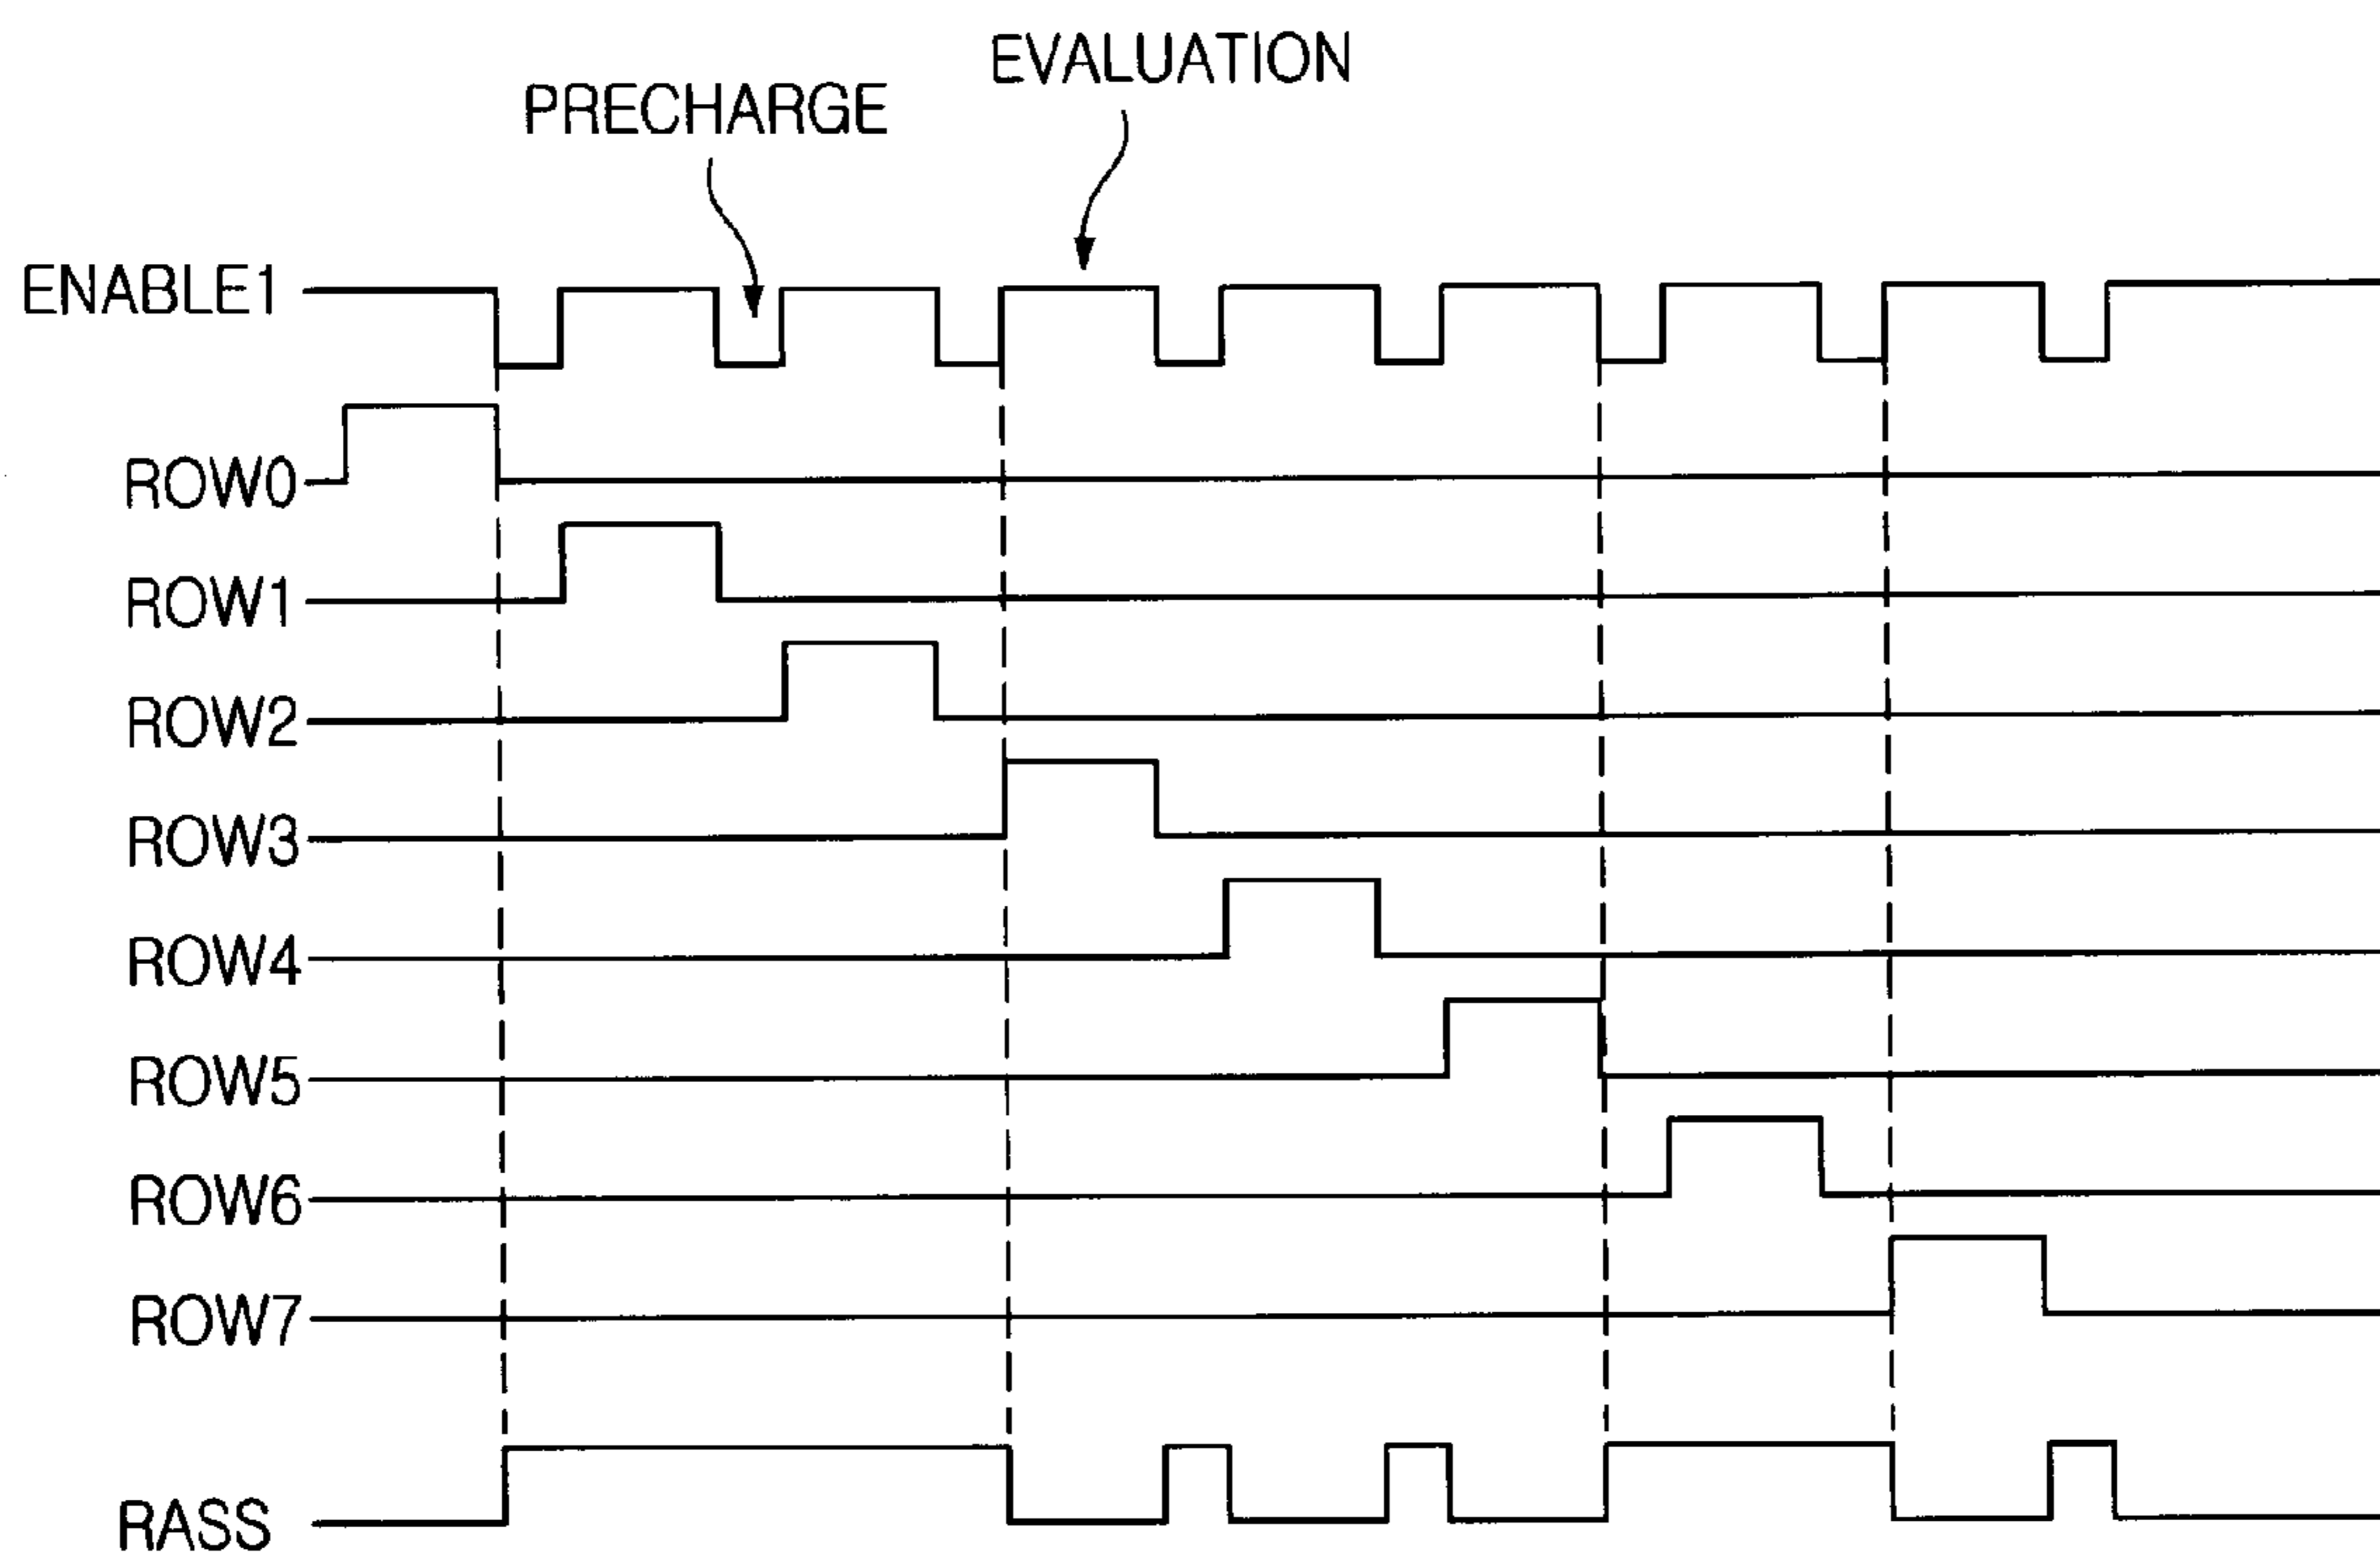 EVALUATION
PRECHARGE
ENABLE1
ROW0
ROW1
ROW2
ROW3
ROW4
ROW5
ROW6
ROW7
RASS